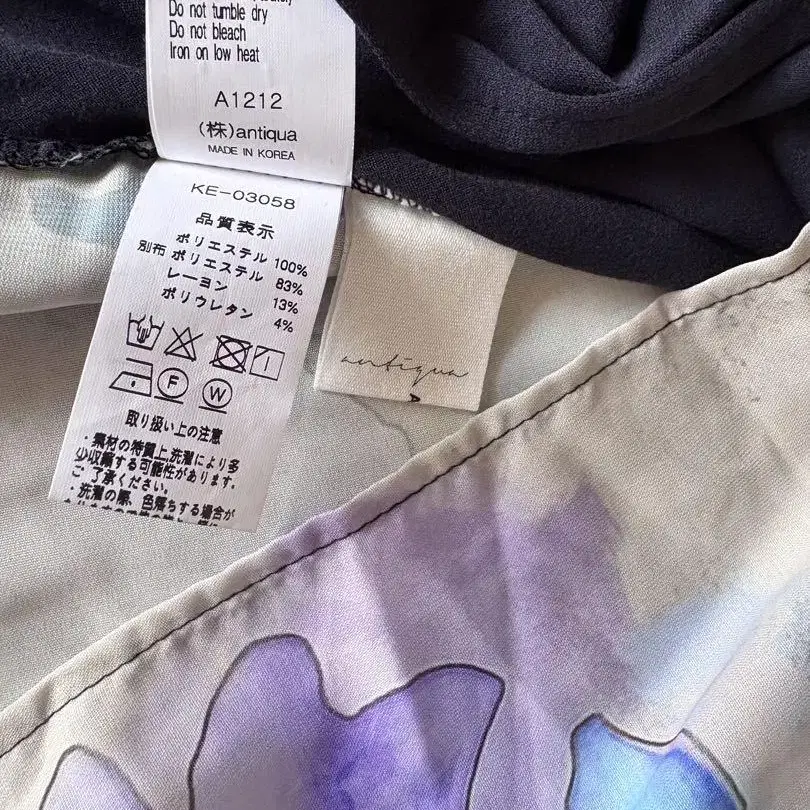 Do not tumble dry
Do not bleach
Iron on low heat
A1212
(株)antiqua
MADE IN KOREA
KE-03058
品質表示
ポリエステル 100%
別布 ポリエステル 83%
レーヨン 13%
ポリウレタン 4%
F
W
取り扱い上の注意
・素材の特質上、洗濯により多
少収縮する可能性があります。
ご了承ください。
・洗濯の際、色落ちする場合が
antiqua